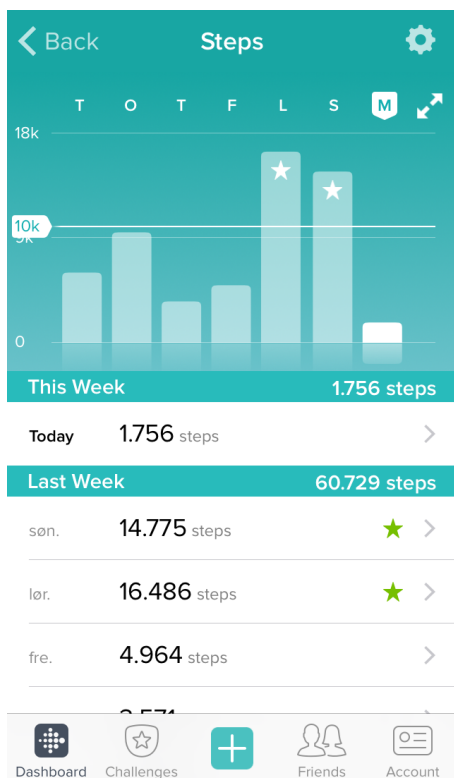 Back Steps
T O T F L S M
18k
10k
9k
0
This Week 1.756 steps
Today 1.756 steps
Last Week 60.729 steps
søn. 14.775 steps
lør. 16.486 steps
fre. 4.964 steps
Dashboard Challenges Friends Account